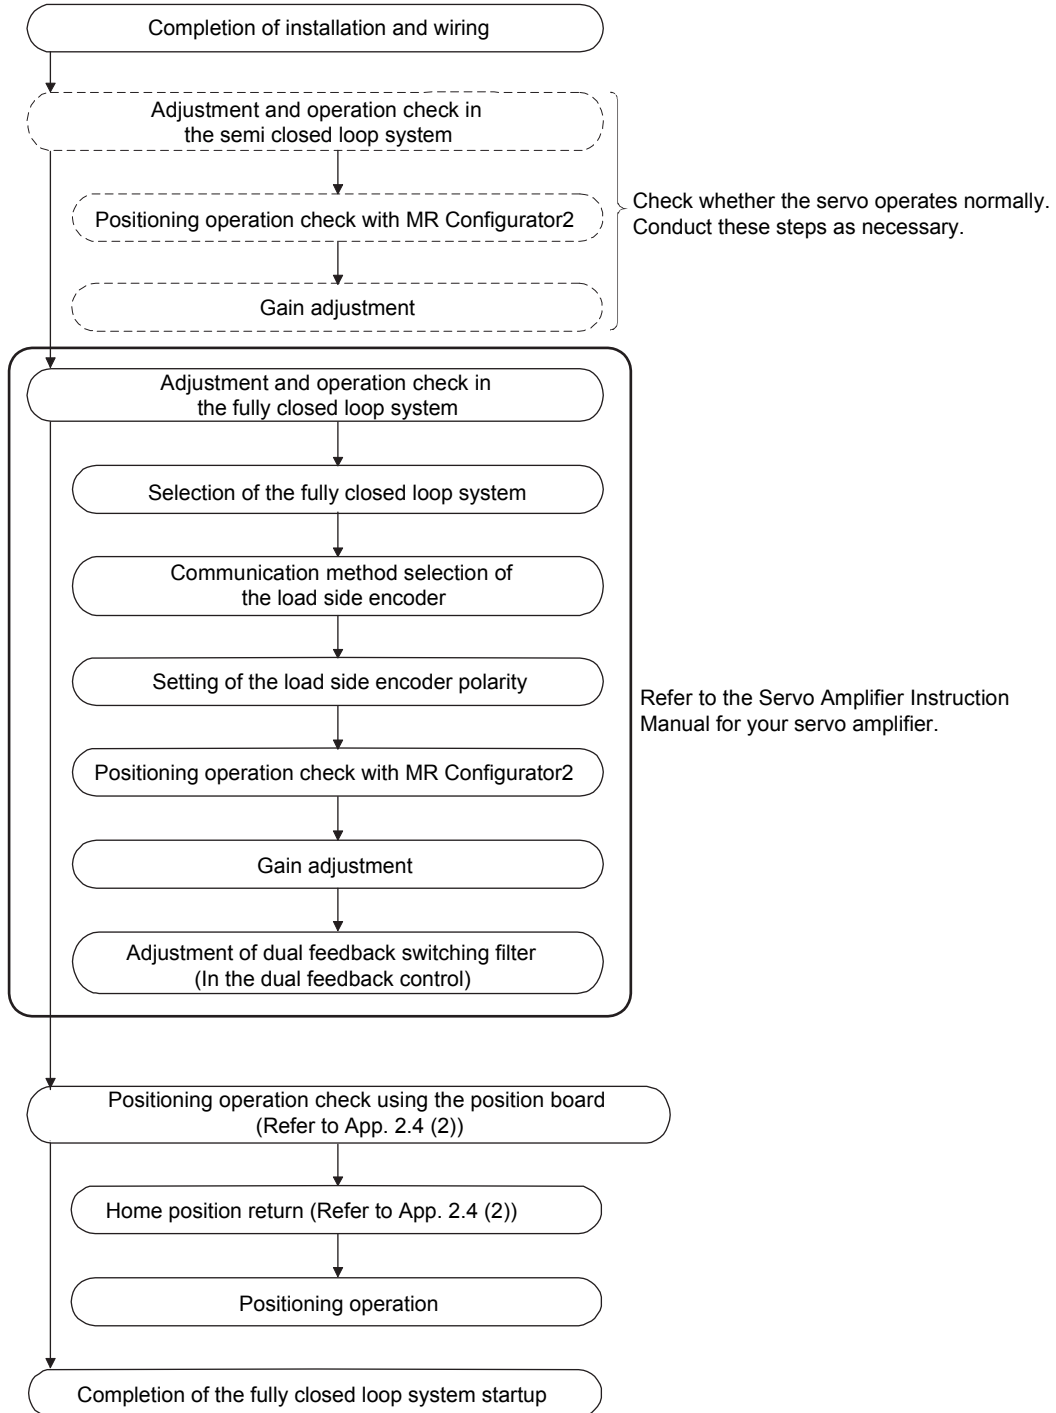 Completion of installation and wiring
Adjustment and operation check in
the semi closed loop system
Positioning operation check with MR Configurator2
Gain adjustment
Check whether the servo operates normally.
Conduct these steps as necessary.
Adjustment and operation check in
the fully closed loop system
Selection of the fully closed loop system
Communication method selection of
the load side encoder
Setting of the load side encoder polarity
Positioning operation check with MR Configurator2
Gain adjustment
Adjustment of dual feedback switching filter
(In the dual feedback control)
Refer to the Servo Amplifier Instruction
Manual for your servo amplifier.
Positioning operation check using the position board
(Refer to App. 2.4 (2))
Home position return (Refer to App. 2.4 (2))
Positioning operation
Completion of the fully closed loop system startup